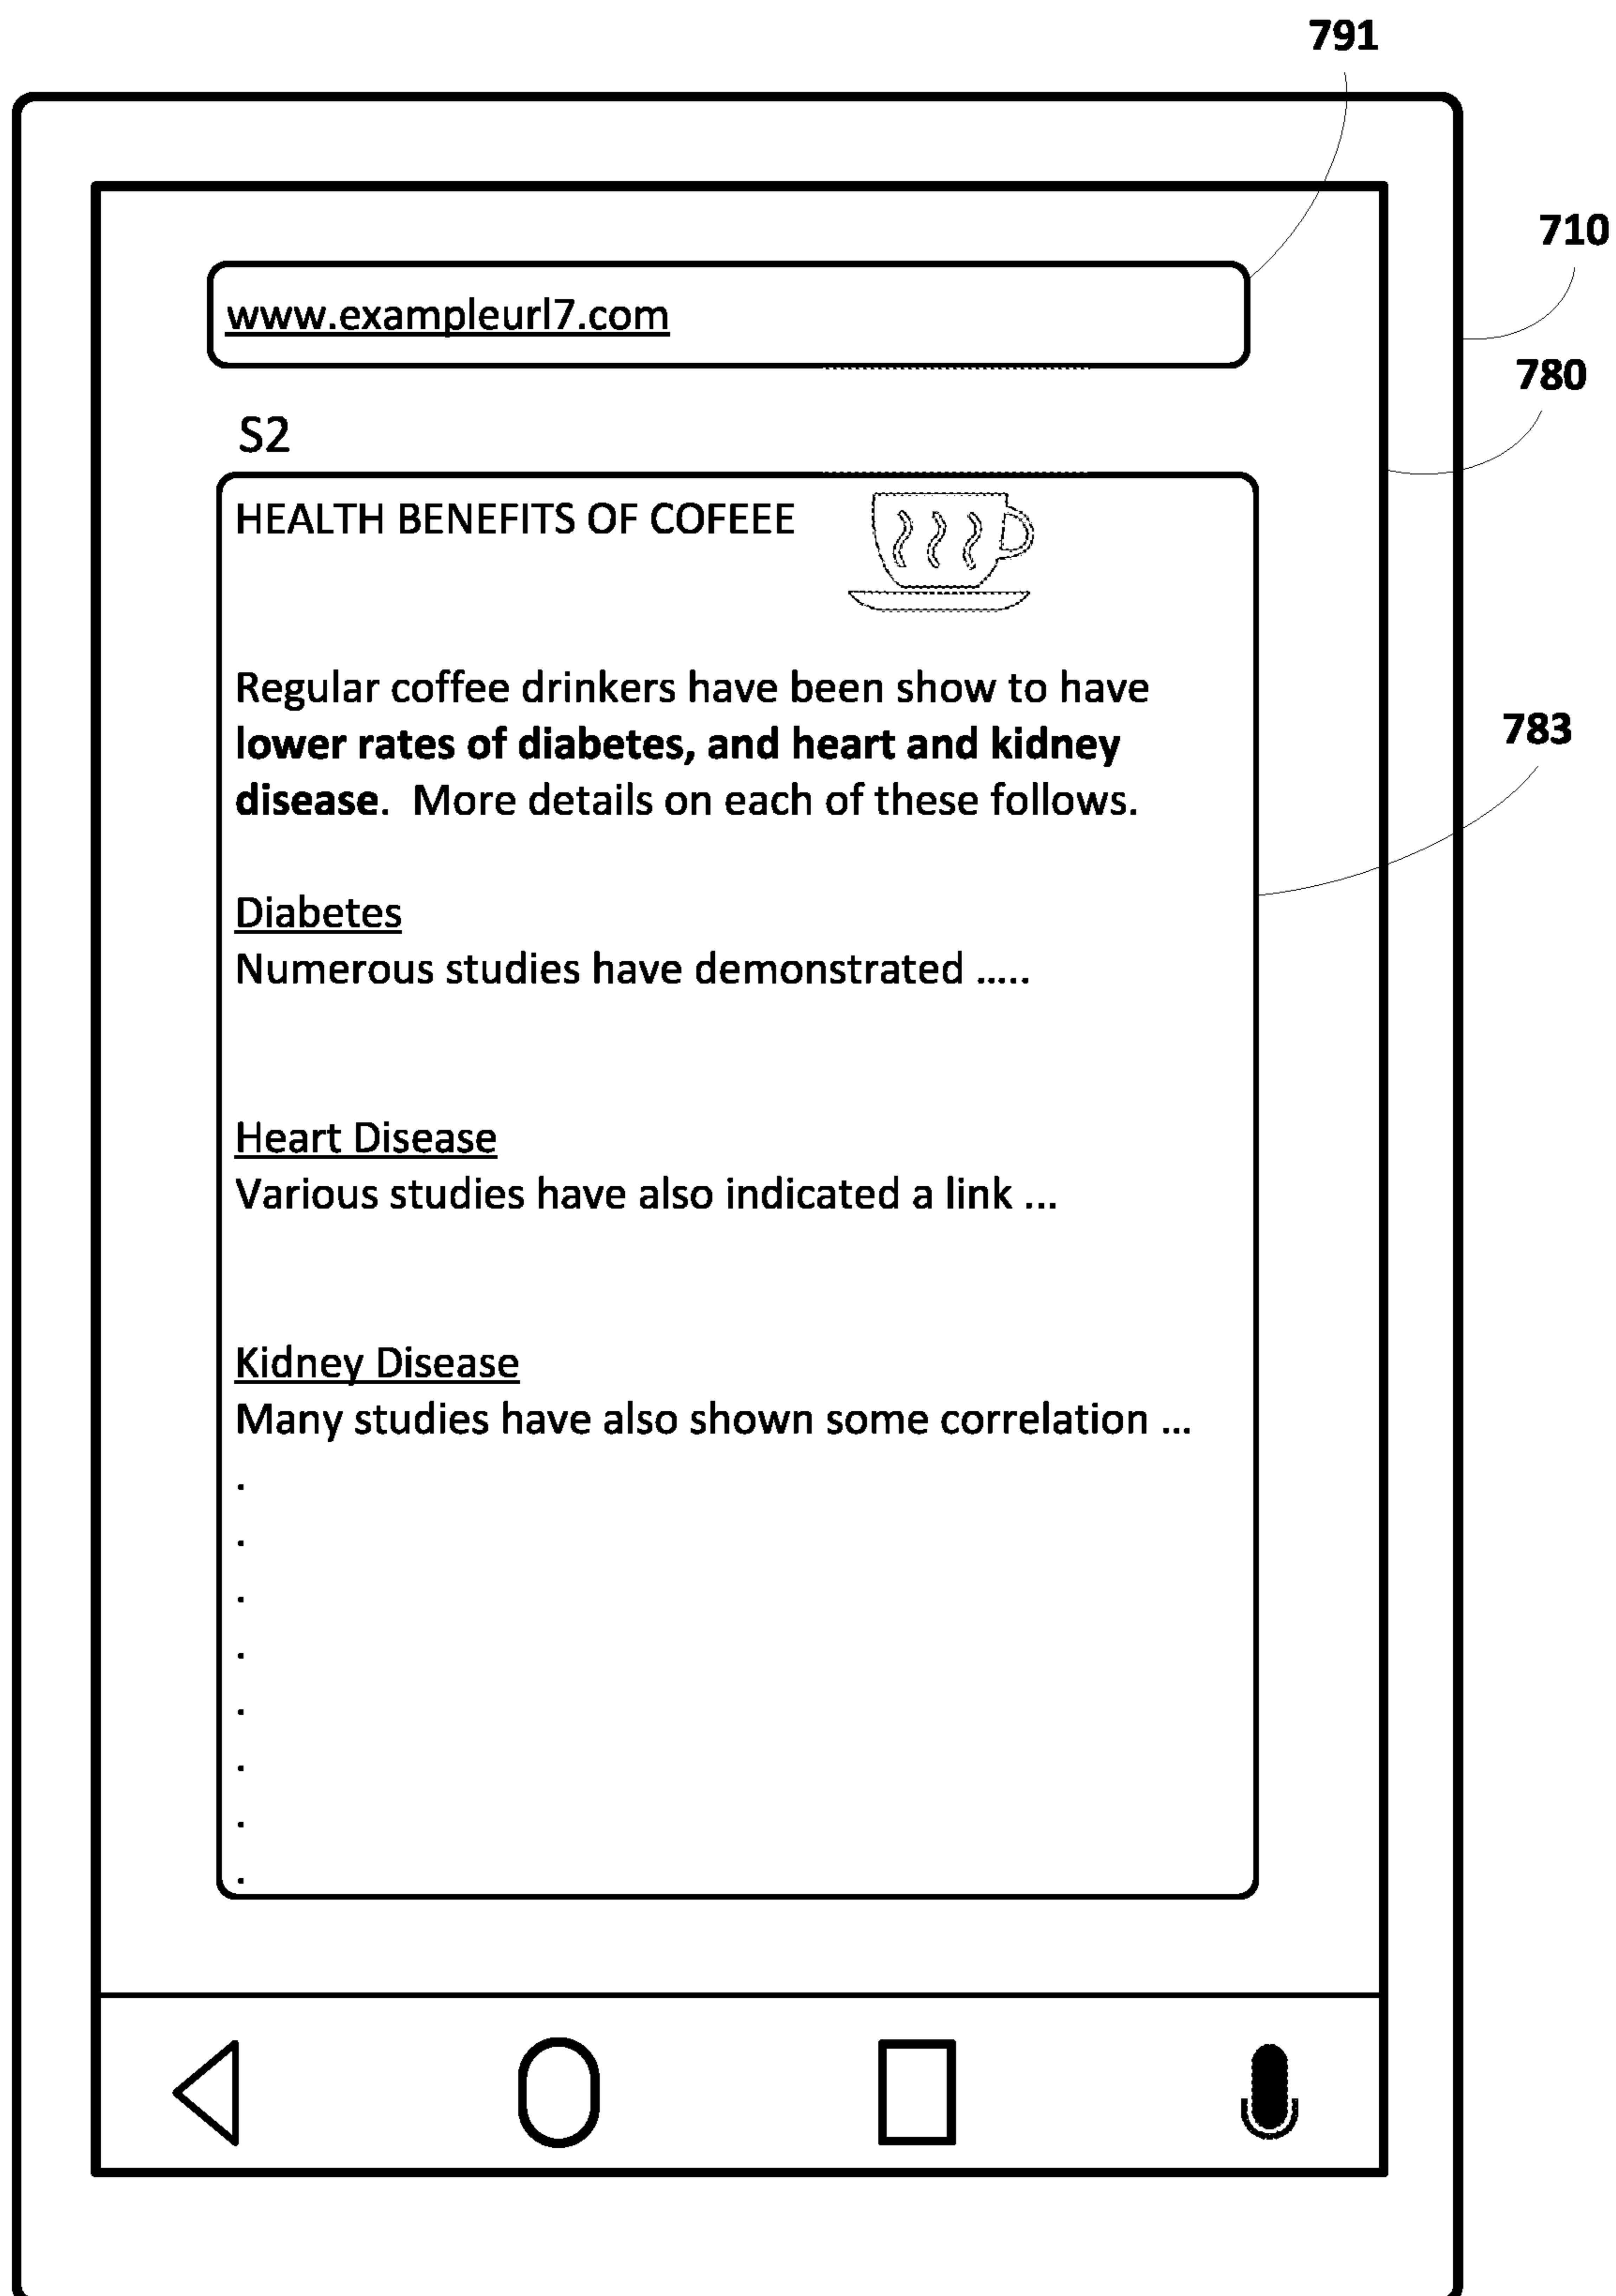 791
710
www.exampleurl7.com
780
S2
HEALTH BENEFITS OF COFEEE
Regular coffee drinkers have been show to have
lower rates of diabetes, and heart and kidney
783
disease.  More details on each of these follows.
Diabetes
Numerous studies have demonstrated .....
Heart Disease
Various studies have also indicated a link ...
Kidney Disease
Many studies have also shown some correlation ...
.
.
.
.
.
.
.
.